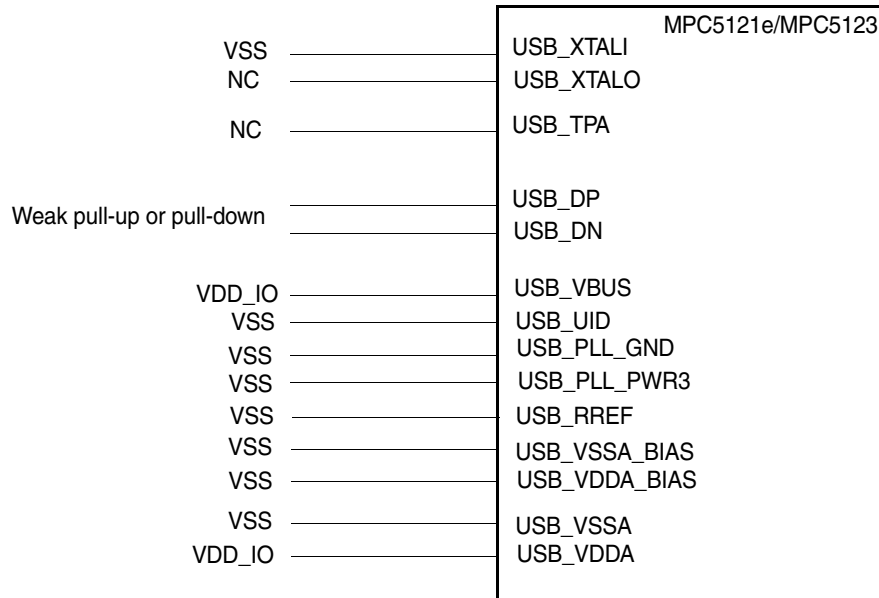 MPC5121e/MPC5123
VSS USB_XTALI
NC USB_XTALO
NC USB_TPA
Weak pull-up or pull-down USB_DP
USB_DN
VDD_IO USB_VBUS
VSS USB_UID
VSS USB_PLL_GND
VSS USB_PLL_PWR3
VSS USB_RREF
VSS USB_VSSA_BIAS
VSS USB_VDDA_BIAS
VSS USB_VSSA
VDD_IO USB_VDDA